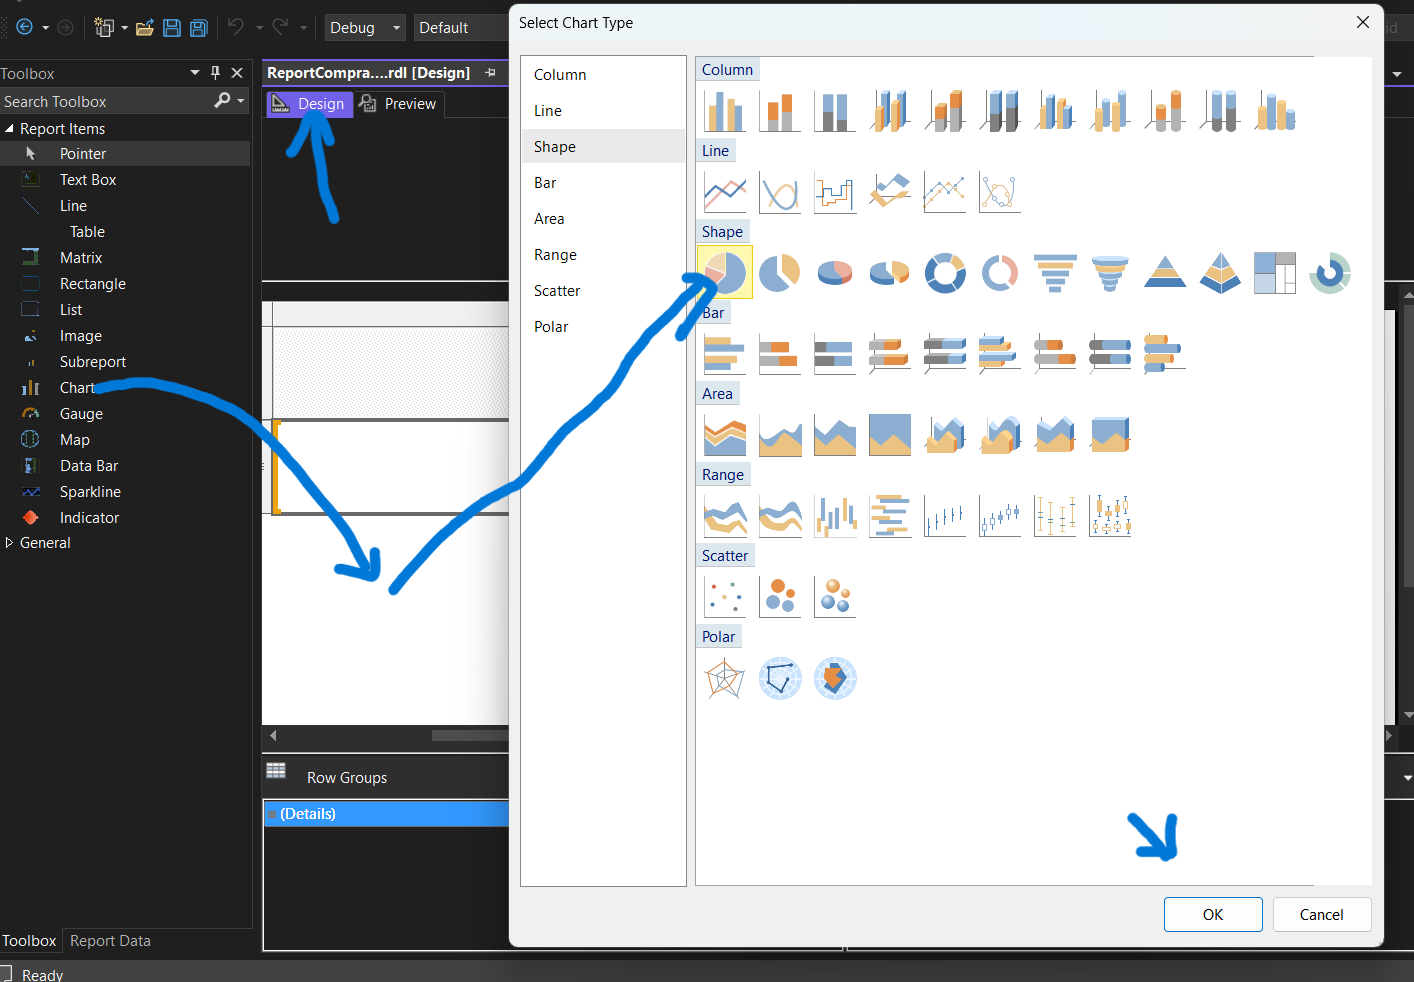 Debug
Default
Select Chart Type
Toolbox
Search Toolbox
Report Items
Pointer
Text Box
Line
Table
Matrix
Rectangle
List
Image
Subreport
Chart
Gauge
Map
Data Bar
Sparkline
Indicator
General
Toolbox
Report Data
Ready
ReportCompra....rdl [Design]
Design
Preview
Row Groups
(Details)
Column
Line
Shape
Bar
Area
Range
Scatter
Polar
Column
Line
Shape
Bar
Area
Range
Scatter
Polar
OK
Cancel